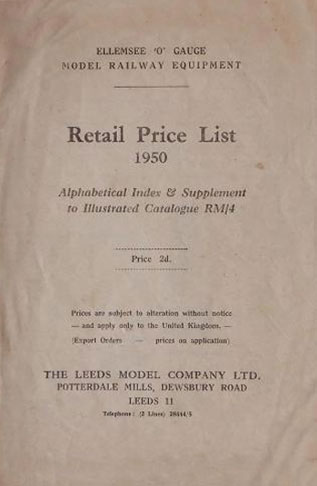 ELLEMSEE 'O' GAUGE
MODEL RAILWAY EQUIPMENT
Retail Price List
1950
Alphabetical Index & Supplement
to Illustrated Catalogue RM/4
Price 2d.
Prices are subject to alteration without notice
— and apply only to the United Kingdom. —
(Export Orders — prices on application)
THE LEEDS MODEL COMPANY LTD.
POTTERDALE MILLS, DEWSBURY ROAD
LEEDS 11
Telephone: (2 Lines) 28444/5